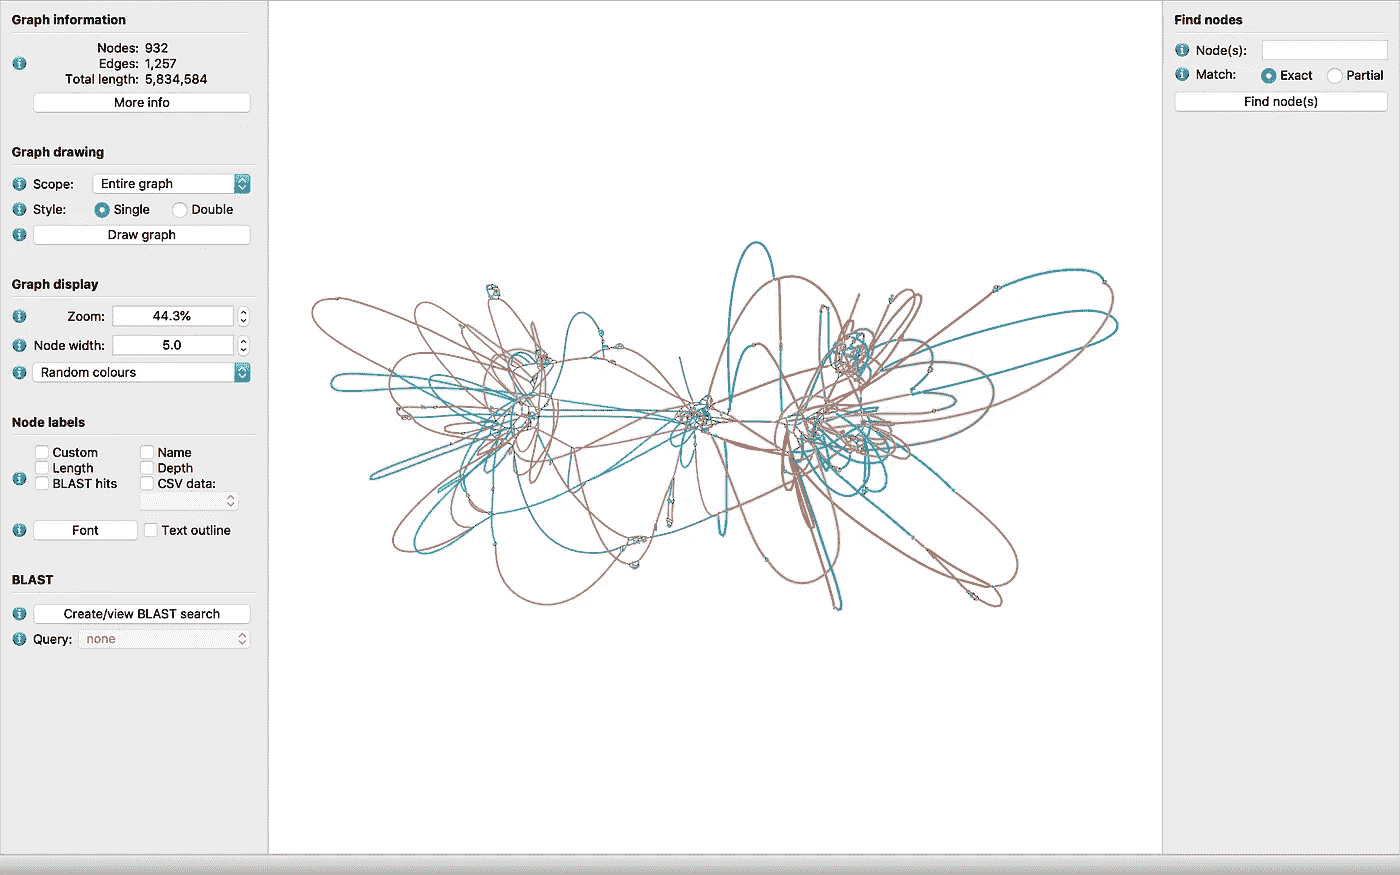 Graph information
Nodes: 932
Edges: 1,257
Total length: 5,834,584
More info
Graph drawing
Scope: Entire graph
Style: Single Double
Draw graph
Graph display
Zoom: 44.3%
Node width: 5.0
Random colours
Node labels
Custom Name
Length Depth
BLAST hits CSV data:
Font Text outline
BLAST
Create/view BLAST search
Query: none
Find nodes
Node(s):
Match: Exact Partial
Find node(s)